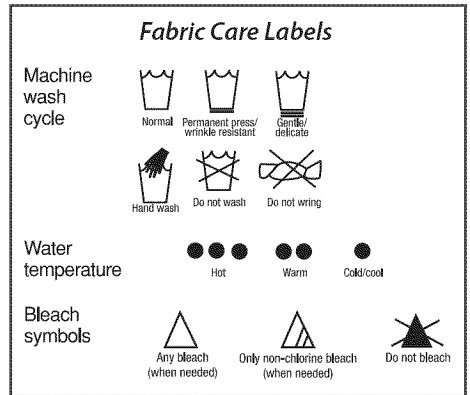 Fabric Care Labels
Machine
wash
cycle
Normal
Permanent press/
wrinkle resistant
Gentle/
delicate
Hand wash
Do not wash
Do not wring
Water
temperature
Hot
Warm
Cold/cool
Bleach
symbols
Any bleach
(when needed)
Only non-chlorine bleach
(when needed)
Do not bleach